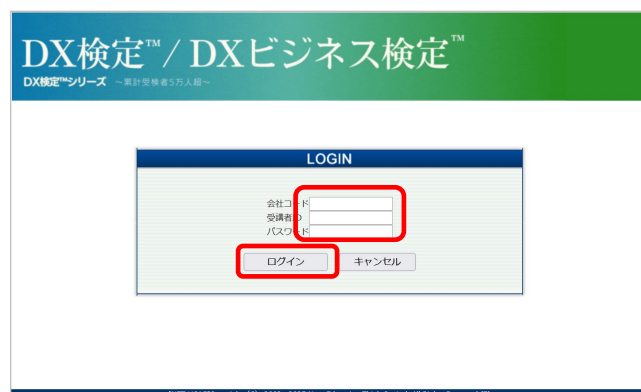 DX検定™/ DXビジネス検定™
DX検定™シリーズ ～累計受検者5万人超～
LOGIN
会社コード
受講者ID
パスワード
ログイン キャンセル